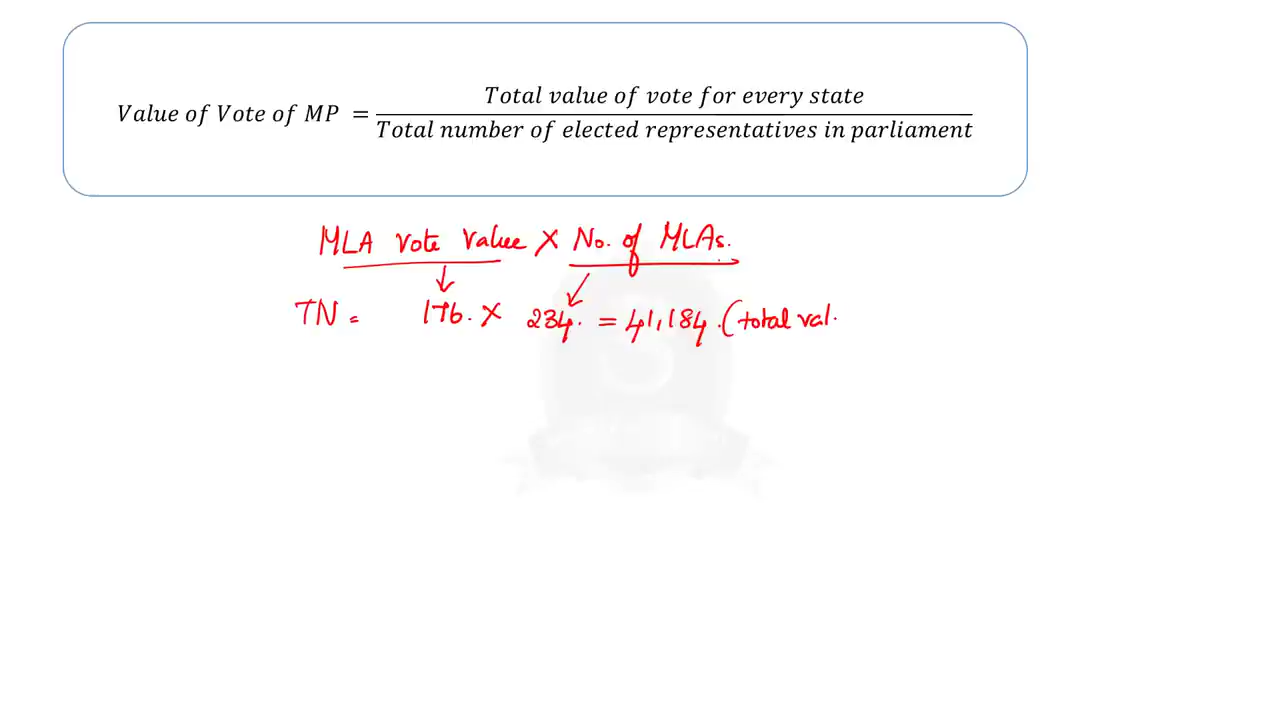 Value of Vote of MP = Total value of vote for every state / Total number of elected representatives in parliament
MLA vote value X No. of MLAs.
TN = 176. X 234. = 41,184. (total val.